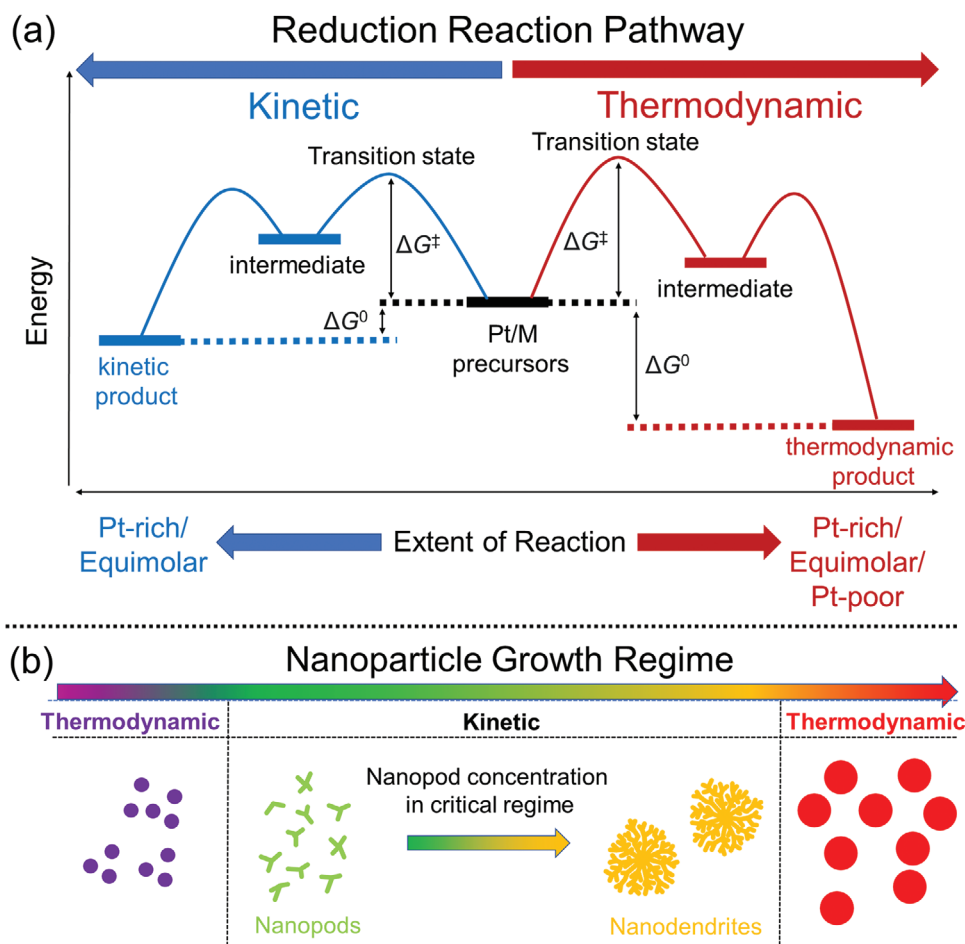 (a)
Reduction Reaction Pathway
Kinetic
Thermodynamic
Energy
Transition state
Transition state
ΔG‡
ΔG‡
intermediate
intermediate
ΔG⁰
Pt/M
precursors
ΔG⁰
kinetic
product
thermodynamic
product
Pt-rich/
Equimolar
Extent of Reaction
Pt-rich/
Equimolar/
Pt-poor
(b)
Nanoparticle Growth Regime
Thermodynamic
Kinetic
Thermodynamic
Nanopod concentration
in critical regime
Nanopods
Nanodendrites